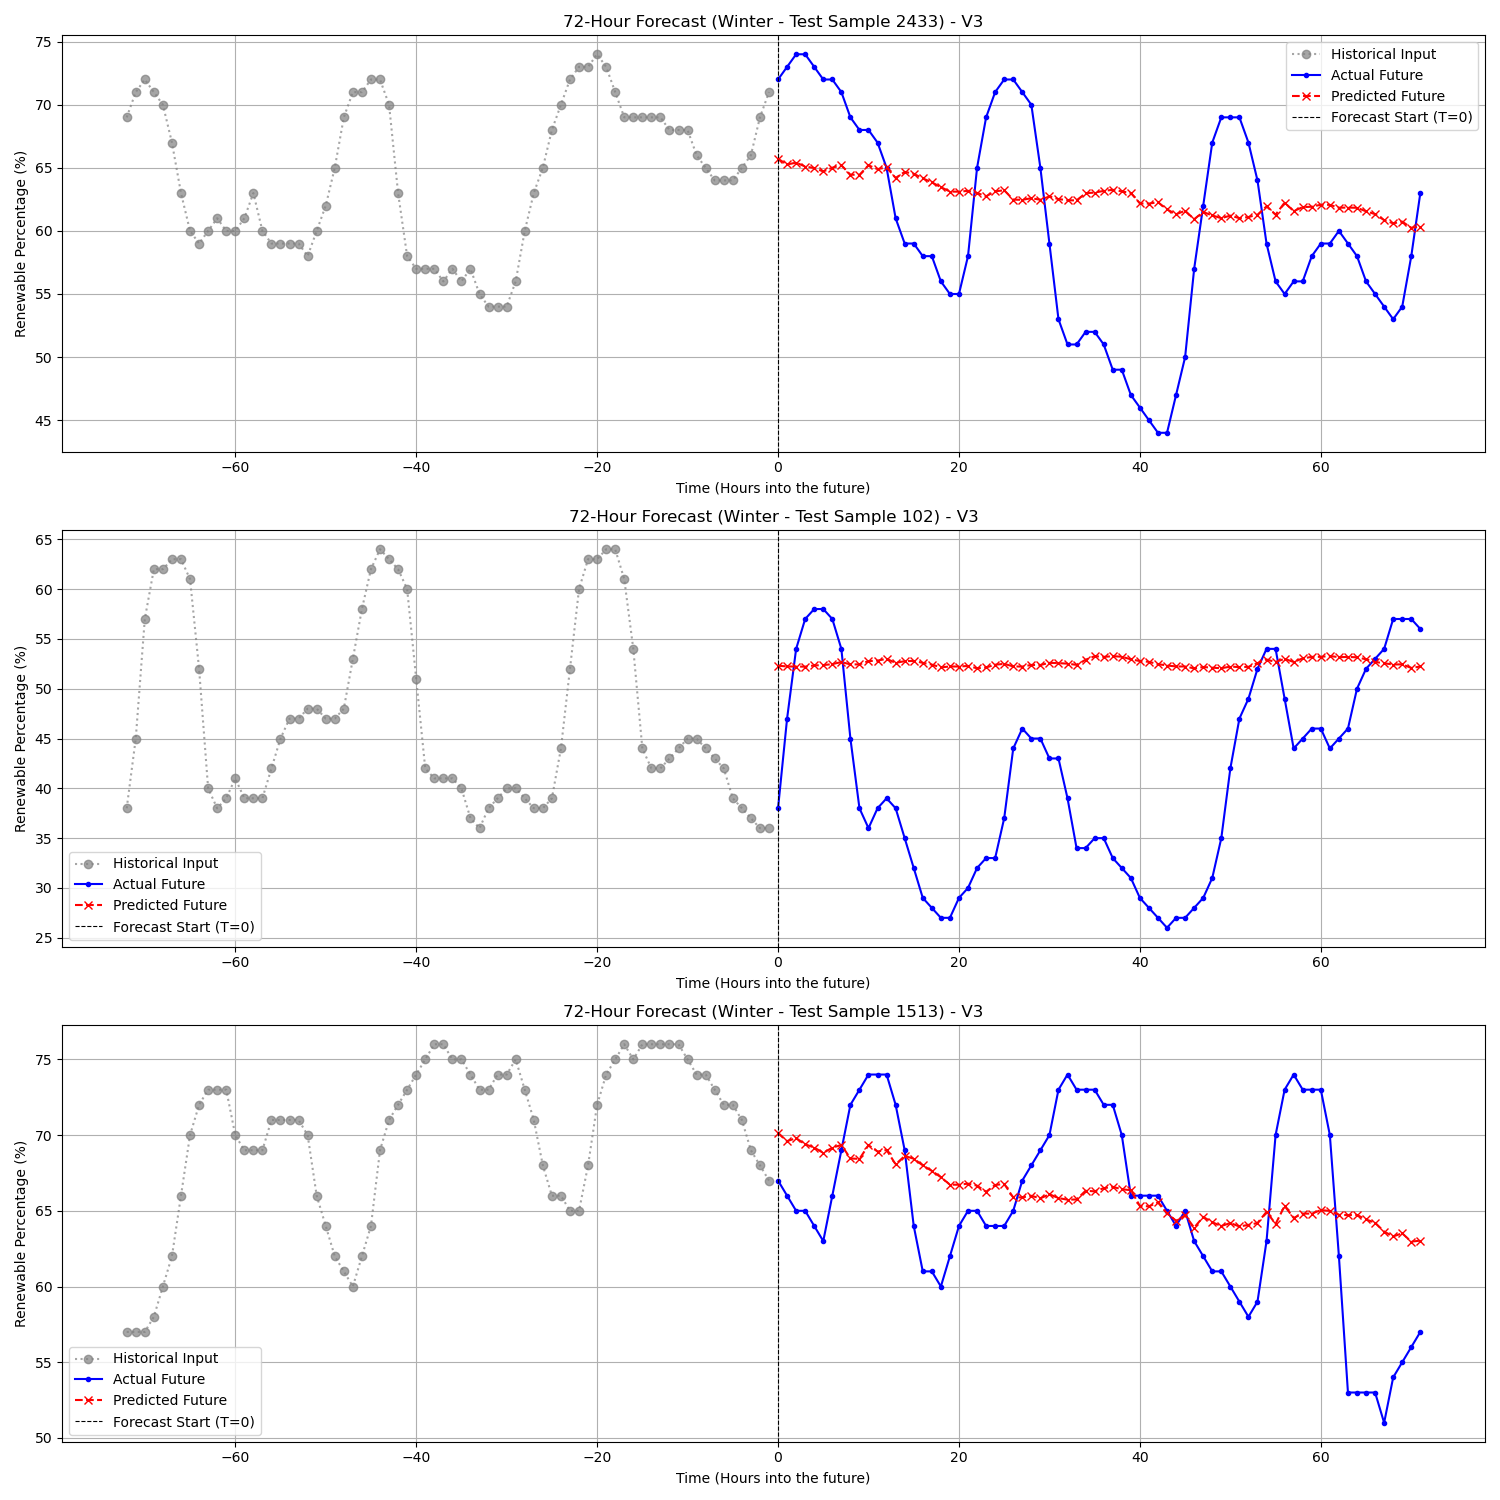 72-Hour Forecast (Winter - Test Sample 2433) - V3
Renewable Percentage (%)
75
70
65
60
55
50
45
Historical Input
Actual Future
Predicted Future
Forecast Start (T=0)
−60 −40 −20 0 20 40 60
Time (Hours into the future)
72-Hour Forecast (Winter - Test Sample 102) - V3
Renewable Percentage (%)
65
60
55
50
45
40
35
30
25
Historical Input
Actual Future
Predicted Future
Forecast Start (T=0)
−60 −40 −20 0 20 40 60
Time (Hours into the future)
72-Hour Forecast (Winter - Test Sample 1513) - V3
Renewable Percentage (%)
75
70
65
60
55
50
Historical Input
Actual Future
Predicted Future
Forecast Start (T=0)
−60 −40 −20 0 20 40 60
Time (Hours into the future)